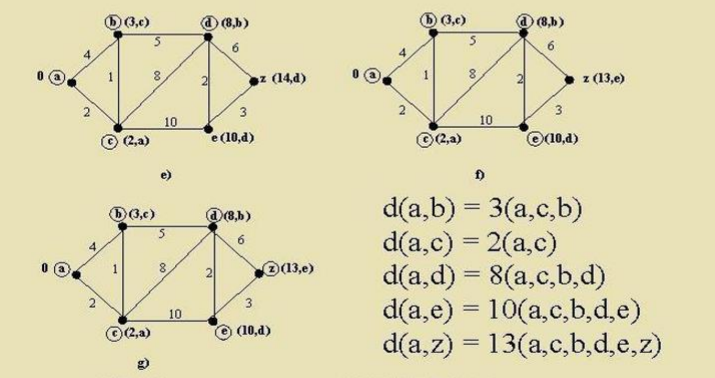 b (3,c) d (8,b) b (3,c) d (8,b)
4 5 6 4 5 6
0 a 1 8 2 z (14,d) 0 a 1 8 2 z (13,e)
2 10 3 2 10 3
c (2,a) e (10,d) c (2,a) e (10,d)
e) f)
b (3,c) d (8,b)
4 5 6
0 a 1 8 2 z (13,e)
2 10 3
c (2,a) e (10,d)
g)
d(a,b) = 3(a,c,b)
d(a,c) = 2(a,c)
d(a,d) = 8(a,c,b,d)
d(a,e) = 10(a,c,b,d,e)
d(a,z) = 13(a,c,b,d,e,z)